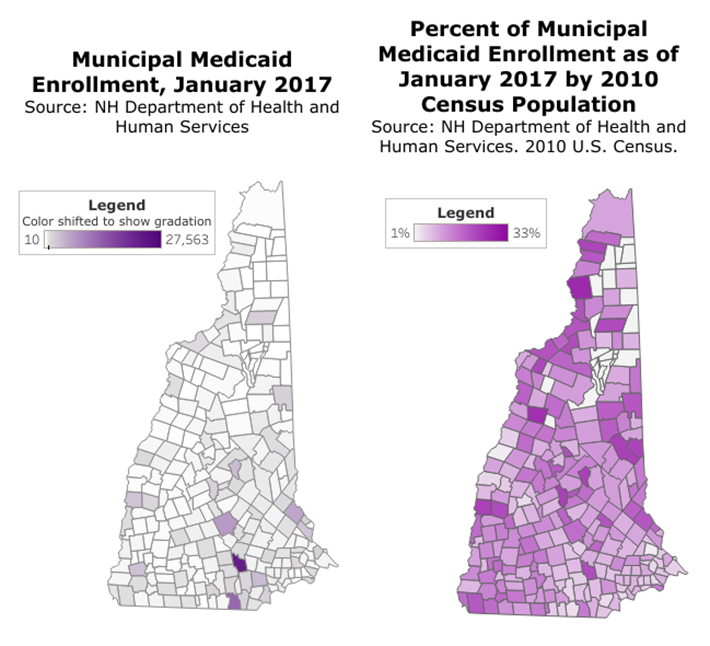 Municipal Medicaid
Enrollment, January 2017
Source: NH Department of Health and
Human Services
Legend
Color shifted to show gradation
10 27,563
Percent of Municipal
Medicaid Enrollment as of
January 2017 by 2010
Census Population
Source: NH Department of Health and
Human Services. 2010 U.S. Census.
Legend
1% 33%